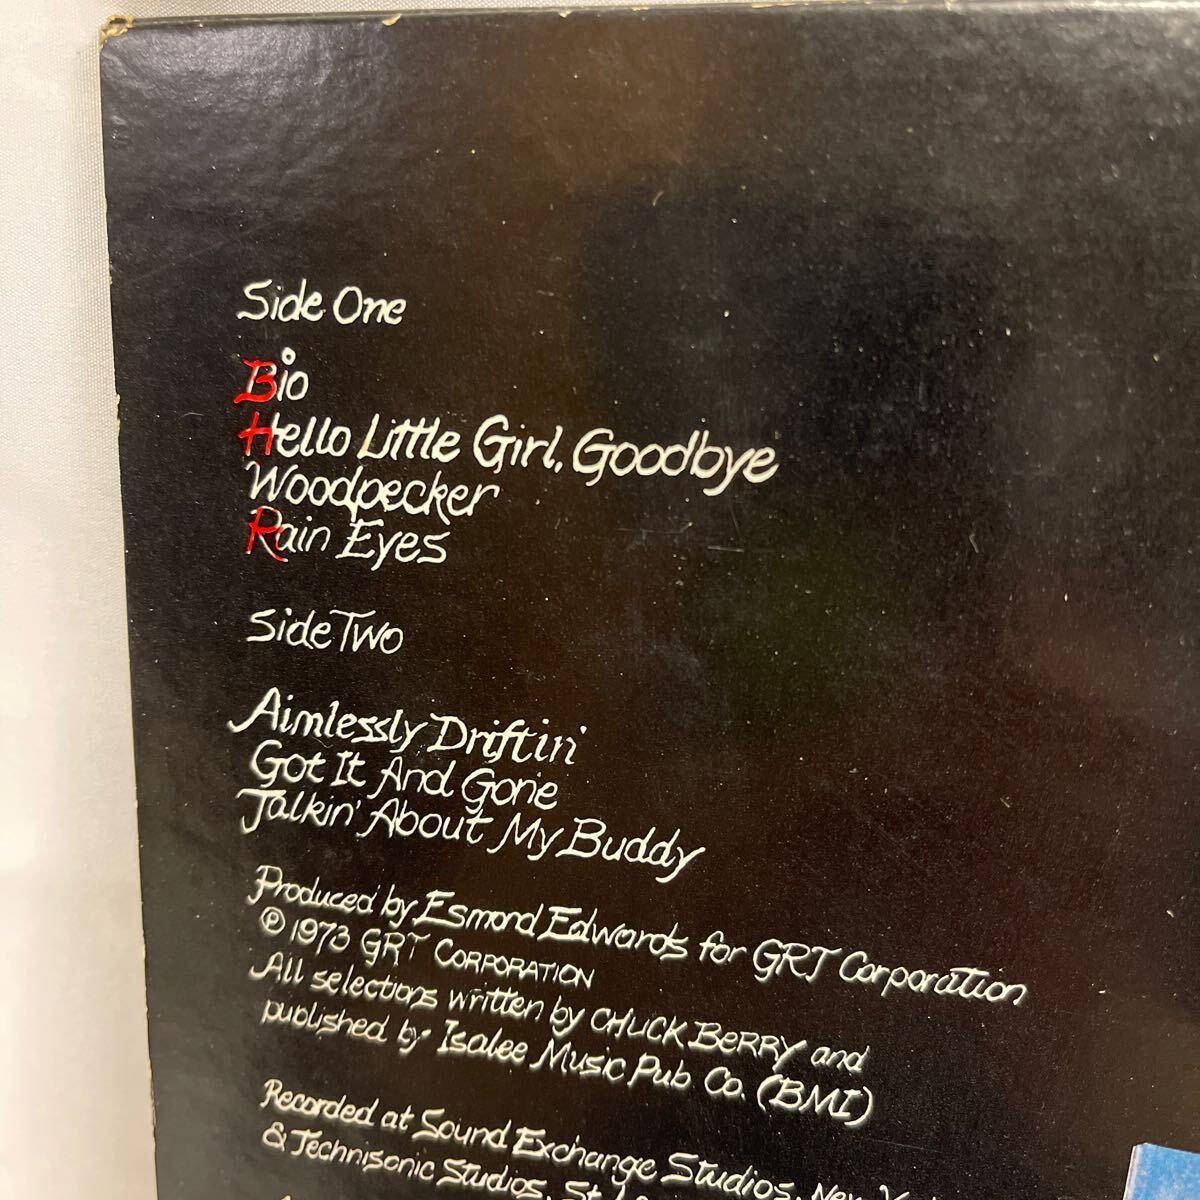 Side One
Bio
Hello Little Girl, Goodbye
Woodpecker
Rain Eyes
Side Two
Aimlessly Driftin'
Got It And Gone
Talkin' About My Buddy
Produced by Esmond Edwards for GRT Corporation
℗ 1973 GRT CORPORATION
All selections written by CHUCK BERRY and
published by Isalee Music Pub Co. (BMI)
Recorded at Sound Exchange Studios, New
& Technisonic Studios, St.